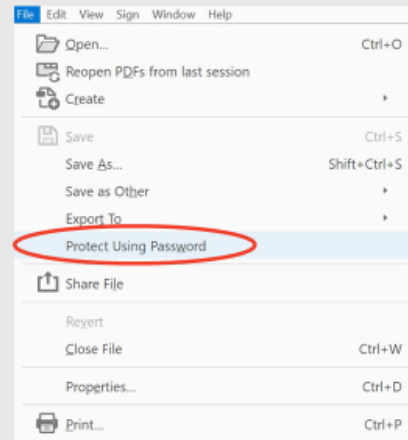 File Edit View Sign Window Help
Open... Ctrl+O
Reopen PDFs from last session
Create
Save Ctrl+S
Save As... Shift+Ctrl+S
Save as Other
Export To
Protect Using Password
Share File
Revert
Close File Ctrl+W
Properties... Ctrl+D
Print... Ctrl+P